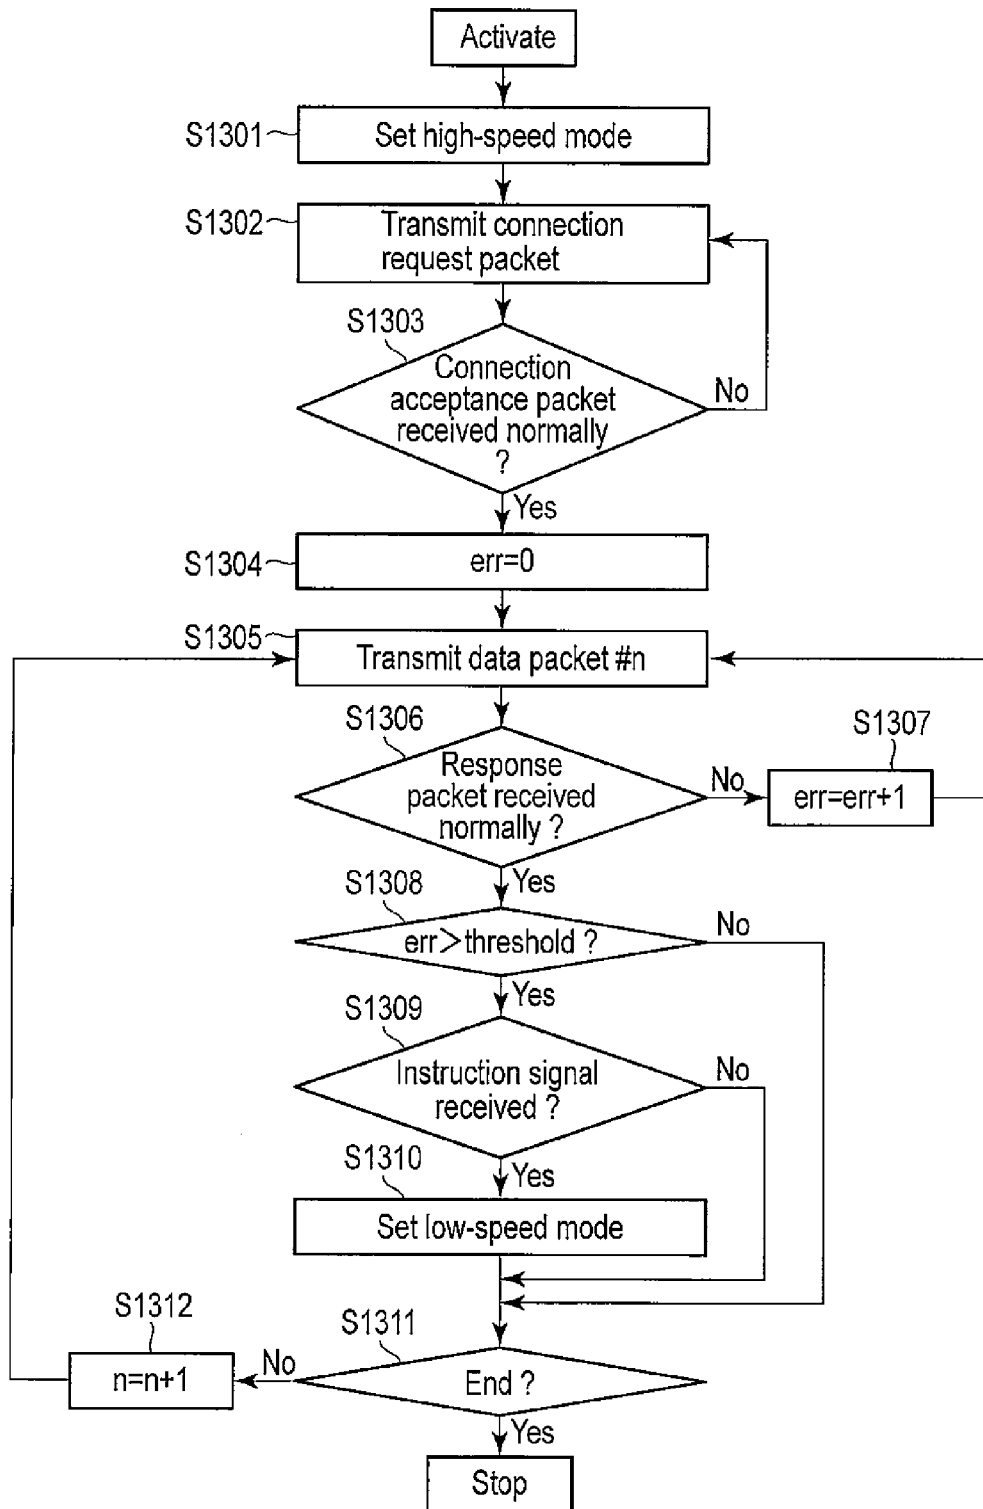 Activate
S1301
Set high-speed mode
S1302
Transmit connection
request packet
S1303
Connection
acceptance packet
received normally
?
No
Yes
S1304
err=0
S1305
Transmit data packet #n
S1306
Response
packet received
normally ?
No
S1307
err=err+1
Yes
S1308
err>threshold ?
No
Yes
S1309
Instruction signal
received ?
No
Yes
S1310
Set low-speed mode
S1311
End ?
No
S1312
n=n+1
Yes
Stop